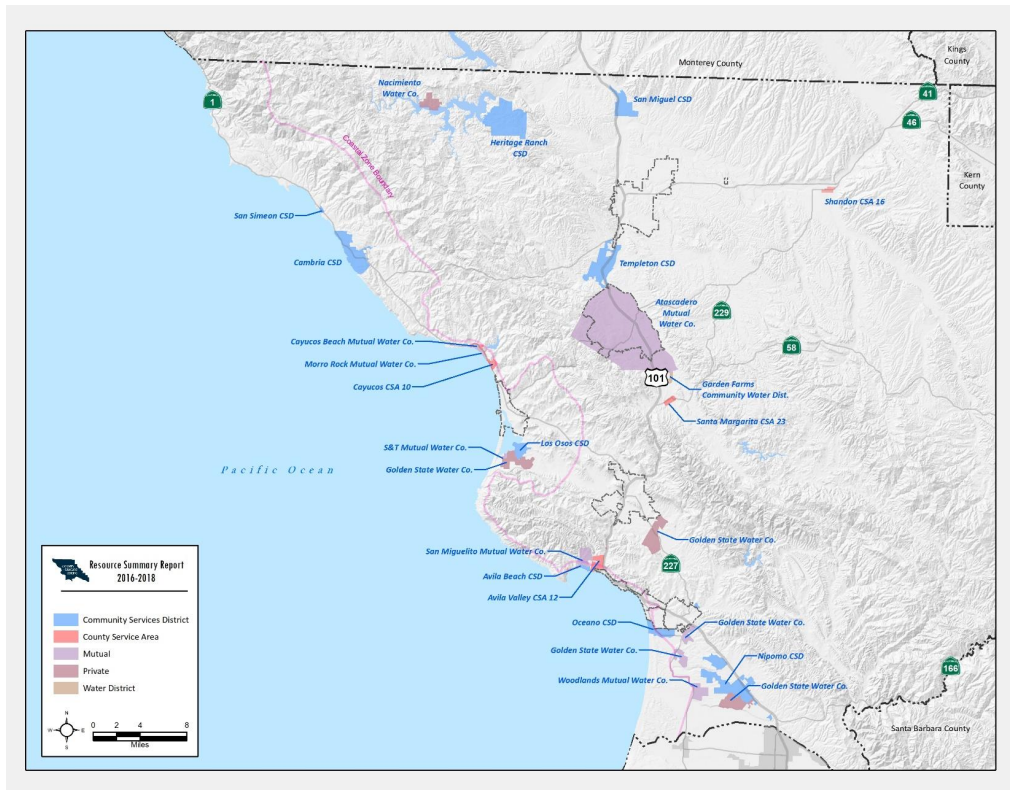 Kings
County
Monterey County
1
41
46
Nacimiento
Water Co.
San Miguel CSD
Heritage Ranch
CSD
Coastal Zone Boundary
Kern
County
Shandon CSA 16
San Simeon CSD
Cambria CSD
Templeton CSD
Atascadero
Mutual
Water Co.
229
58
Cayucos Beach Mutual Water Co.
Morro Rock Mutual Water Co.
Cayucos CSA 10
101
Garden Farms
Community Water Dist.
Santa Margarita CSA 23
S&T Mutual Water Co.
Los Osos CSD
Golden State Water Co.
Pacific Ocean
Golden State Water Co.
San Miguelito Mutual Water Co.
227
Avila Beach CSD
Avila Valley CSA 12
Oceano CSD
Golden State Water Co.
Golden State Water Co.
Nipomo CSD
Woodlands Mutual Water Co.
Golden State Water Co.
166
Santa Barbara County
Resource Summary Report
2016-2018
Community Services District
County Service Area
Mutual
Private
Water District
N
W E
S
0 2 4 8
Miles